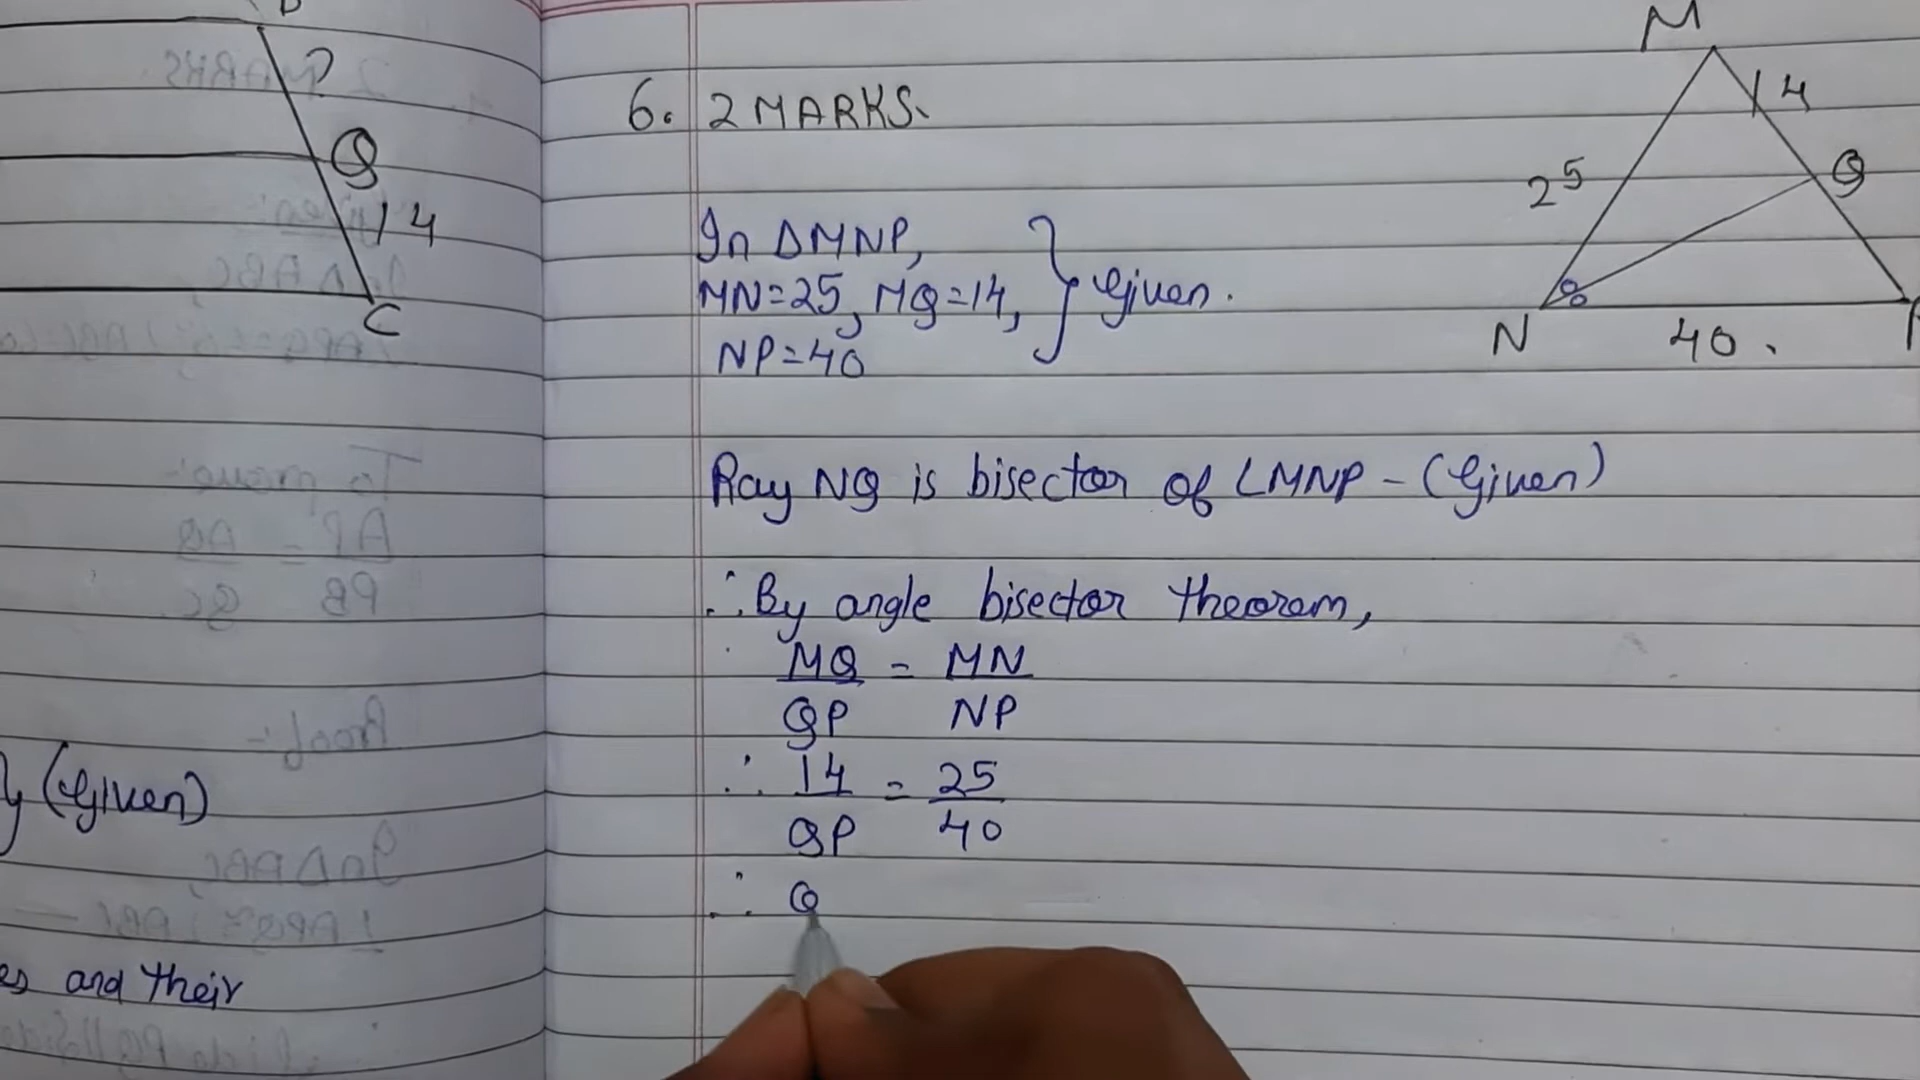 ?
Q
14
C
(Given)
and their
6. 2 MARKS.
In ΔMNP,
MN=25, MQ=14, } Given.
NP=40
Ray NQ is bisector of ∠MNP - (Given)
∴ By angle bisector theorem,
MQ = MN
QP NP
∴ 14 = 25
QP 40
∴ Q
M
14
25
Q
N
40.